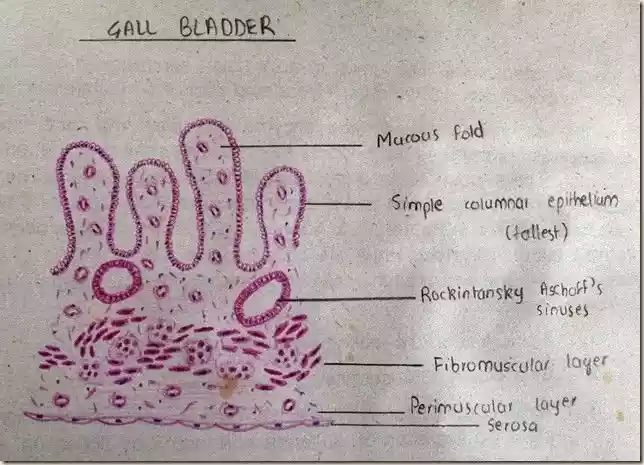 GALL BLADDER
Mucous fold
Simple columnar epithelium
(tallest)
Rockintansky Aschoff's
sinuses
Fibromuscular layer
Perimuscular layer
Serosa